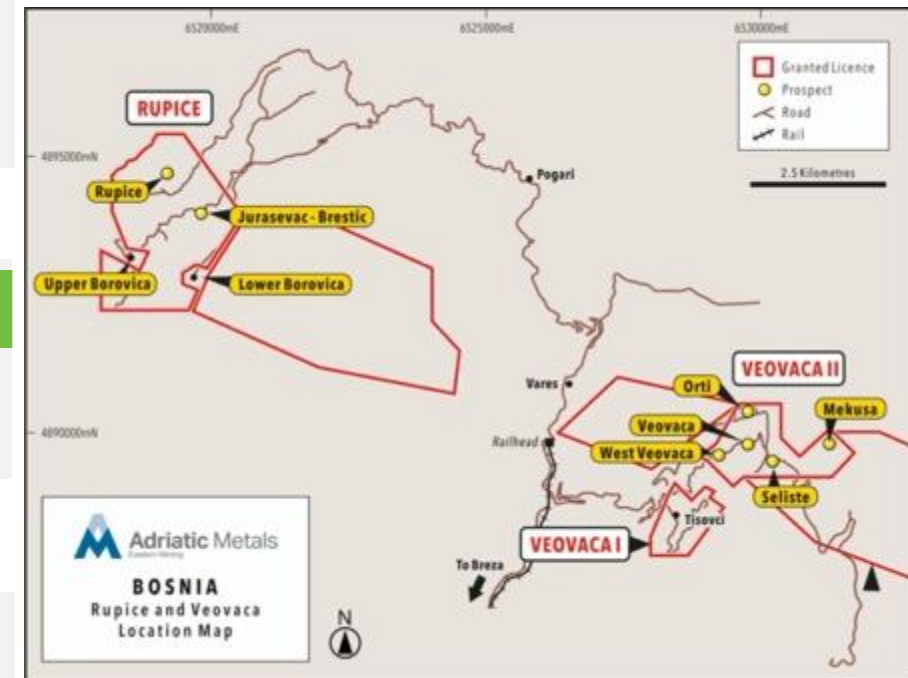 6520000mE
6525000mE
6530000mE
Granted Licence
Prospect
Road
Rail
2.5 Kilometres
4895000mN
RUPICE
Rupice
Pogari
Jurasevac - Brestic
Upper Borovica
Lower Borovica
VEOVACA II
Orti
Vares
Mekusa
Veovaca
4890000mN
Railhead
West Veovaca
Seliste
Tisovci
VEOVACA I
To Breza
Adriatic Metals
Eastern Mining
BOSNIA
Rupice and Veovaca
Location Map
N